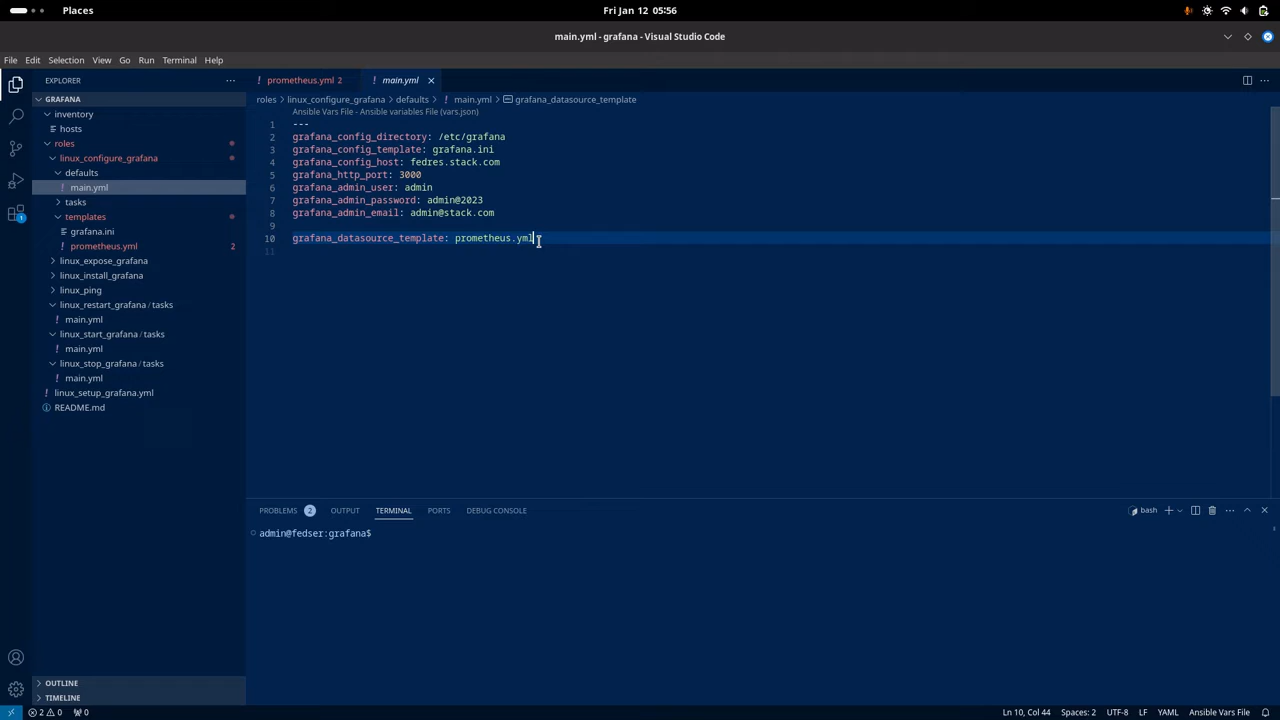 Places
Fri Jan 12 05:56
main.yml - grafana - Visual Studio Code
File Edit Selection View Go Run Terminal Help
EXPLORER
GRAFANA
inventory
hosts
roles
linux_configure_grafana
defaults
! main.yml
tasks
templates
grafana.ini
! prometheus.yml 2
linux_expose_grafana
linux_install_grafana
linux_ping
linux_restart_grafana / tasks
! main.yml
linux_start_grafana / tasks
! main.yml
linux_stop_grafana / tasks
! main.yml
! linux_setup_grafana.yml
README.md
OUTLINE
TIMELINE
1
! prometheus.yml 2
! main.yml
roles > linux_configure_grafana > defaults > ! main.yml > grafana_datasource_template
Ansible Vars File - Ansible variables File (vars.json)
1 ---
2 grafana_config_directory: /etc/grafana
3 grafana_config_template: grafana.ini
4 grafana_config_host: fedres.stack.com
5 grafana_http_port: 3000
6 grafana_admin_user: admin
7 grafana_admin_password: admin@2023
8 grafana_admin_email: admin@stack.com
9
10 grafana_datasource_template: prometheus.yml
11
PROBLEMS 2 OUTPUT TERMINAL PORTS DEBUG CONSOLE
bash
admin@fedser:grafana$
2 0 0 Ln 10, Col 44 Spaces: 2 UTF-8 LF YAML Ansible Vars File